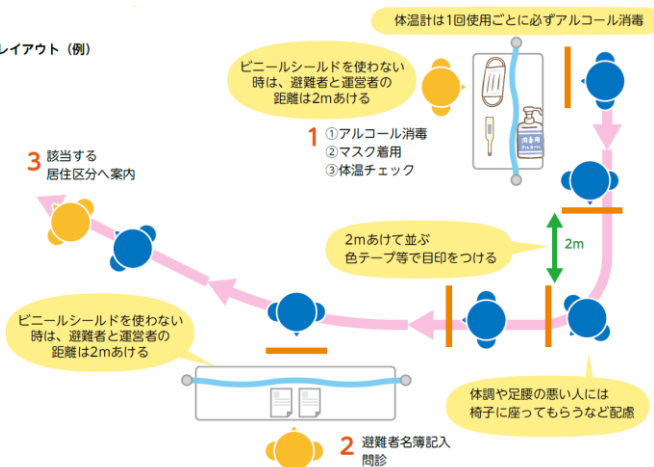 レイアウト（例）
体温計は1回使用ごとに必ずアルコール消毒
ビニールシールドを使わない
時は、避難者と運営者の
距離は2mあける
1 ①アルコール消毒
②マスク着用
③体温チェック
消毒用
アルコール
3 該当する
居住区分へ案内
2mあけて並ぶ
色テープ等で目印をつける
2m
ビニールシールドを使わない
時は、避難者と運営者の
距離は2mあける
体調や足腰の悪い人には
椅子に座ってもらうなど配慮
2 避難者名簿記入
問診